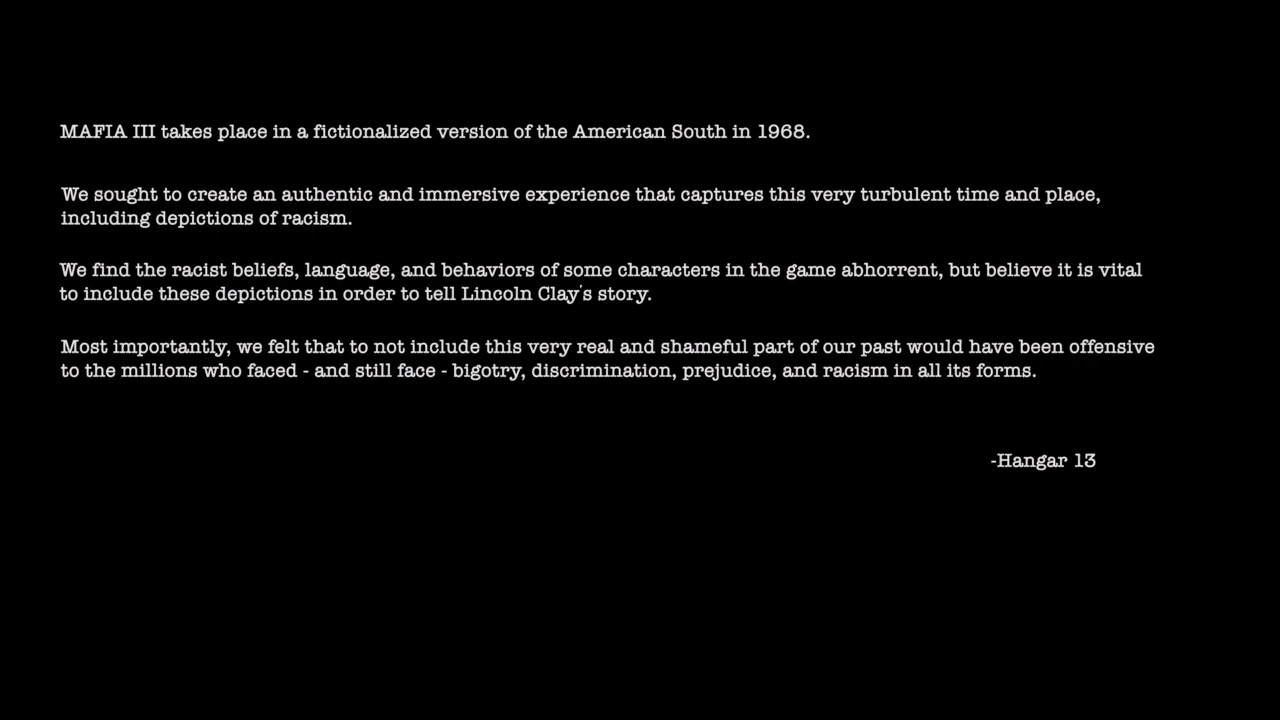 MAFIA III takes place in a fictionalized version of the American South in 1968.
We sought to create an authentic and immersive experience that captures this very turbulent time and place,
including depictions of racism.
We find the racist beliefs, language, and behaviors of some characters in the game abhorrent, but believe it is vital
to include these depictions in order to tell Lincoln Clay's story.
Most importantly, we felt that to not include this very real and shameful part of our past would have been offensive
to the millions who faced - and still face - bigotry, discrimination, prejudice, and racism in all its forms.
-Hangar 13